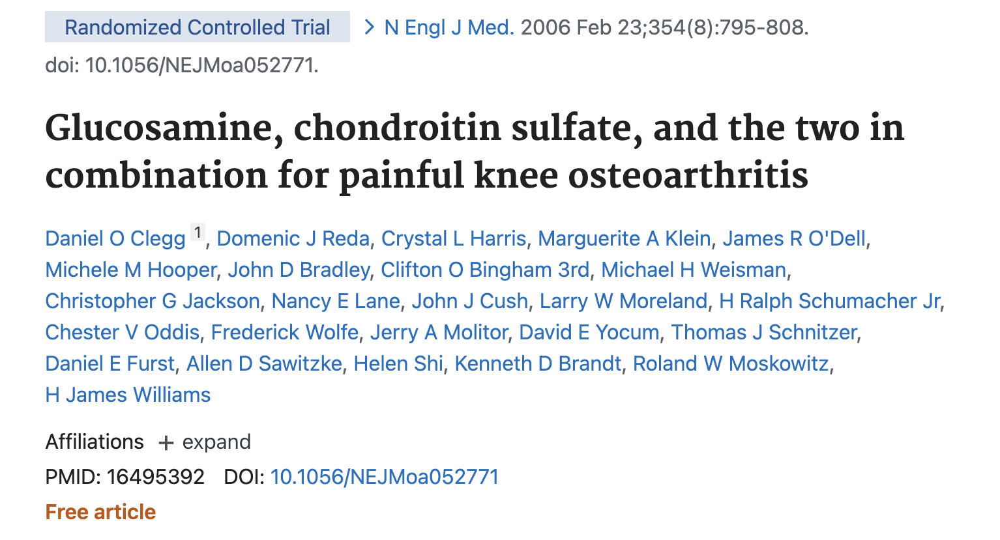 Randomized Controlled Trial > N Engl J Med. 2006 Feb 23;354(8):795-808.
doi: 10.1056/NEJMoa052771.
Glucosamine, chondroitin sulfate, and the two in
combination for painful knee osteoarthritis
Daniel O Clegg 1, Domenic J Reda, Crystal L Harris, Marguerite A Klein, James R O'Dell,
Michele M Hooper, John D Bradley, Clifton O Bingham 3rd, Michael H Weisman,
Christopher G Jackson, Nancy E Lane, John J Cush, Larry W Moreland, H Ralph Schumacher Jr,
Chester V Oddis, Frederick Wolfe, Jerry A Molitor, David E Yocum, Thomas J Schnitzer,
Daniel E Furst, Allen D Sawitzke, Helen Shi, Kenneth D Brandt, Roland W Moskowitz,
H James Williams
Affiliations + expand
PMID: 16495392 DOI: 10.1056/NEJMoa052771
Free article